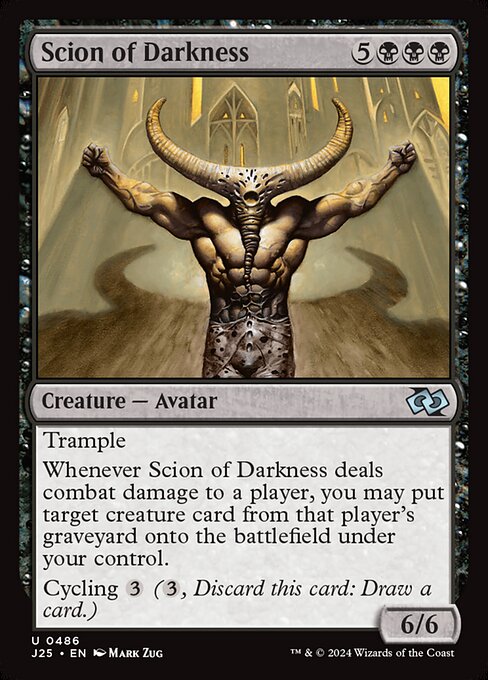 Scion of Darkness 5
Creature — Avatar
Trample
Whenever Scion of Darkness deals
combat damage to a player, you may put
target creature card from that player's
graveyard onto the battlefield under
your control.
Cycling 3 (3, Discard this card: Draw a
card.)
6/6
U 0486
J25 • EN Mark Zug
™ & © 2024 Wizards of the Coast